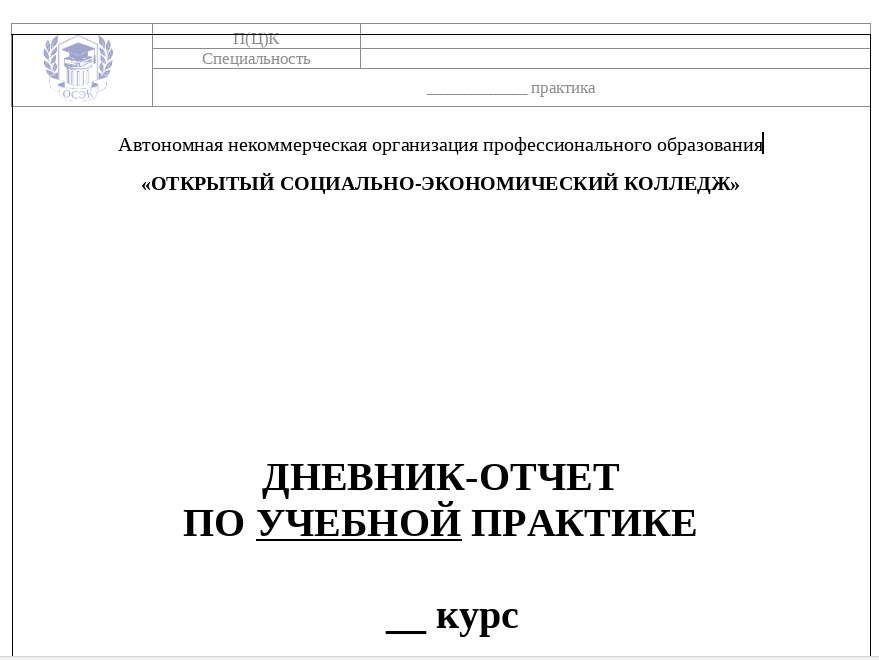 П(Ц)К
Специальность
ОСЭК
____________ практика
Автономная некоммерческая организация профессионального образования
«ОТКРЫТЫЙ СОЦИАЛЬНО-ЭКОНОМИЧЕСКИЙ КОЛЛЕДЖ»
ДНЕВНИК-ОТЧЕТ
ПО УЧЕБНОЙ ПРАКТИКЕ
__ курс